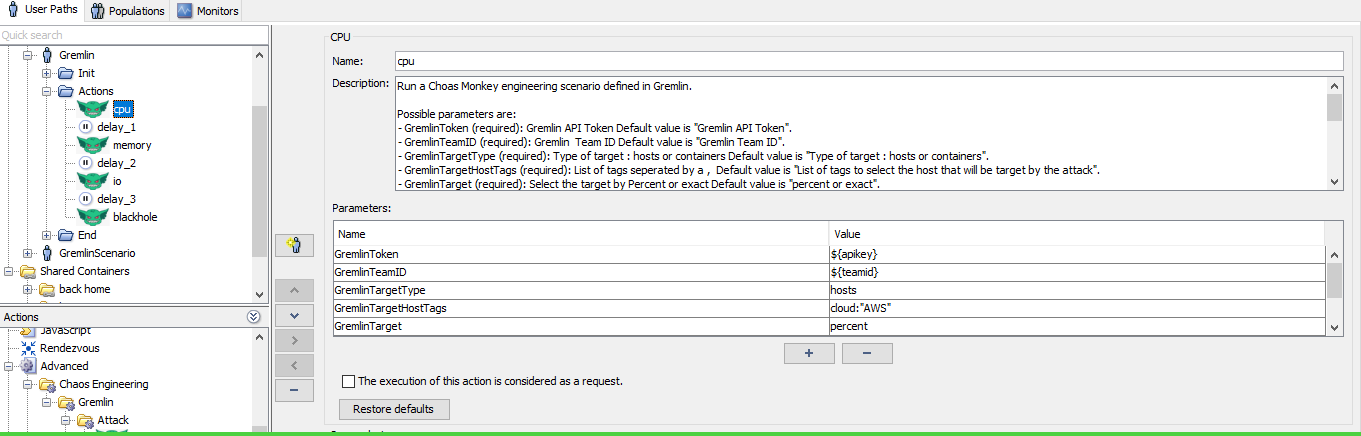 User Paths
Populations
Monitors
Quick search
Gremlin
Init
Actions
cpu
delay_1
memory
delay_2
io
delay_3
blackhole
End
GremlinScenario
Shared Containers
back home
Actions
JavaScript
Rendezvous
Advanced
Chaos Engineering
Gremlin
Attack
CPU
Name: cpu
Description: Run a Choas Monkey engineering scenario defined in Gremlin.
Possible parameters are:
- GremlinToken (required): Gremlin API Token Default value is "Gremlin API Token".
- GremlinTeamID (required): Gremlin Team ID Default value is "Gremlin Team ID".
- GremlinTargetType (required): Type of target : hosts or containers Default value is "Type of target : hosts or containers".
- GremlinTargetHostTags (required): List of tags seperated by a , Default value is "List of tags to select the host that will be target by the attack".
- GremlinTarget (required): Select the target by Percent or exact Default value is "percent or exact".
Parameters:
Name Value
GremlinToken ${apikey}
GremlinTeamID ${teamid}
GremlinTargetType hosts
GremlinTargetHostTags cloud:"AWS"
GremlinTarget percent
The execution of this action is considered as a request.
Restore defaults